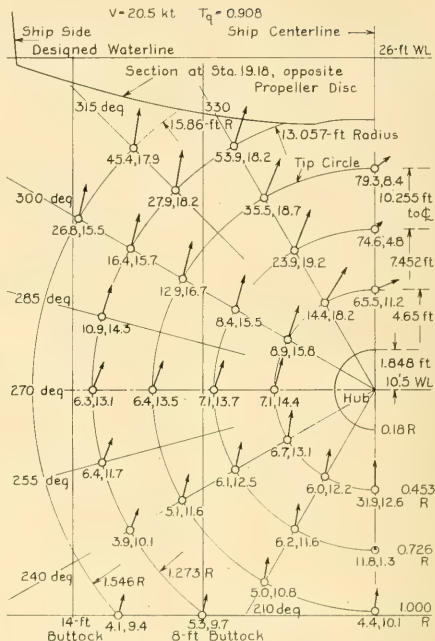 V=20.5 kt Tq=0.908
Ship Side
Ship Centerline
Designed Waterline
26-ft WL
Section at Sta.19.18, opposite
Propeller Disc
315 deg
330
15.86-ft R
13.057-ft Radius
Tip Circle
45.4,17.9
53.9,18.2
79.3,8.4
10.255 ft
to ℄
300 deg
27.9,18.2
35.5,18.7
26.8,15.5
74.6,4.8
7.452 ft
16.4,15.7
23.9,19.2
285 deg
12.9,16.7
65.5,11.2
4.65 ft
14.4,18.2
10.9,14.3
8.4,15.5
8.9,15.8
1.848 ft
10.5 WL
270 deg
6.3,13.1
6.4,13.5
7.1,13.7
7.1,14.4
Hub
0.18 R
6.7,13.1
255 deg
6.4,11.7
6.1,12.5
6.0,12.2
31.9,12.6
0.453
R
5.1,11.6
3.9,10.1
6.2,11.6
0.726
R
11.8,1.3
240 deg
1.546 R
1.273 R
5.0,10.8
210 deg
1.000
R
4.1,9.4
5.3,9.7
4.4,10.1
14-ft
Buttock
8-ft Buttock